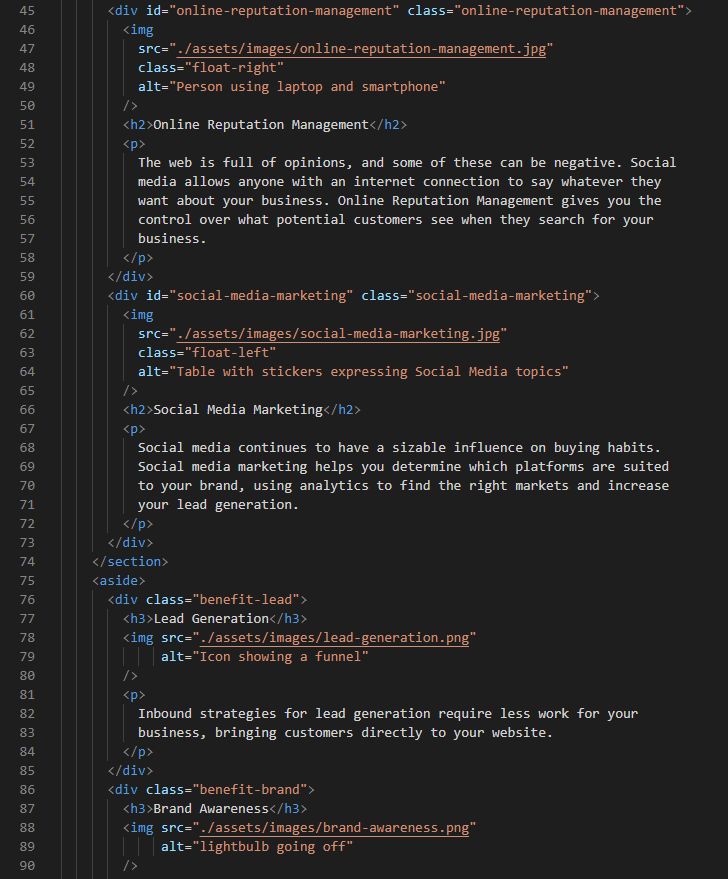 45 <div id="online-reputation-management" class="online-reputation-management">
46 <img
47 src="./assets/images/online-reputation-management.jpg"
48 class="float-right"
49 alt="Person using laptop and smartphone"
50 />
51 <h2>Online Reputation Management</h2>
52 <p>
53 The web is full of opinions, and some of these can be negative. Social
54 media allows anyone with an internet connection to say whatever they
55 want about your business. Online Reputation Management gives you the
56 control over what potential customers see when they search for your
57 business.
58 </p>
59 </div>
60 <div id="social-media-marketing" class="social-media-marketing">
61 <img
62 src="./assets/images/social-media-marketing.jpg"
63 class="float-left"
64 alt="Table with stickers expressing Social Media topics"
65 />
66 <h2>Social Media Marketing</h2>
67 <p>
68 Social media continues to have a sizable influence on buying habits.
69 Social media marketing helps you determine which platforms are suited
70 to your brand, using analytics to find the right markets and increase
71 your lead generation.
72 </p>
73 </div>
74 </section>
75 <aside>
76 <div class="benefit-lead">
77 <h3>Lead Generation</h3>
78 <img src="./assets/images/lead-generation.png"
79 alt="Icon showing a funnel"
80 />
81 <p>
82 Inbound strategies for lead generation require less work for your
83 business, bringing customers directly to your website.
84 </p>
85 </div>
86 <div class="benefit-brand">
87 <h3>Brand Awareness</h3>
88 <img src="./assets/images/brand-awareness.png"
89 alt="lightbulb going off"
90 />